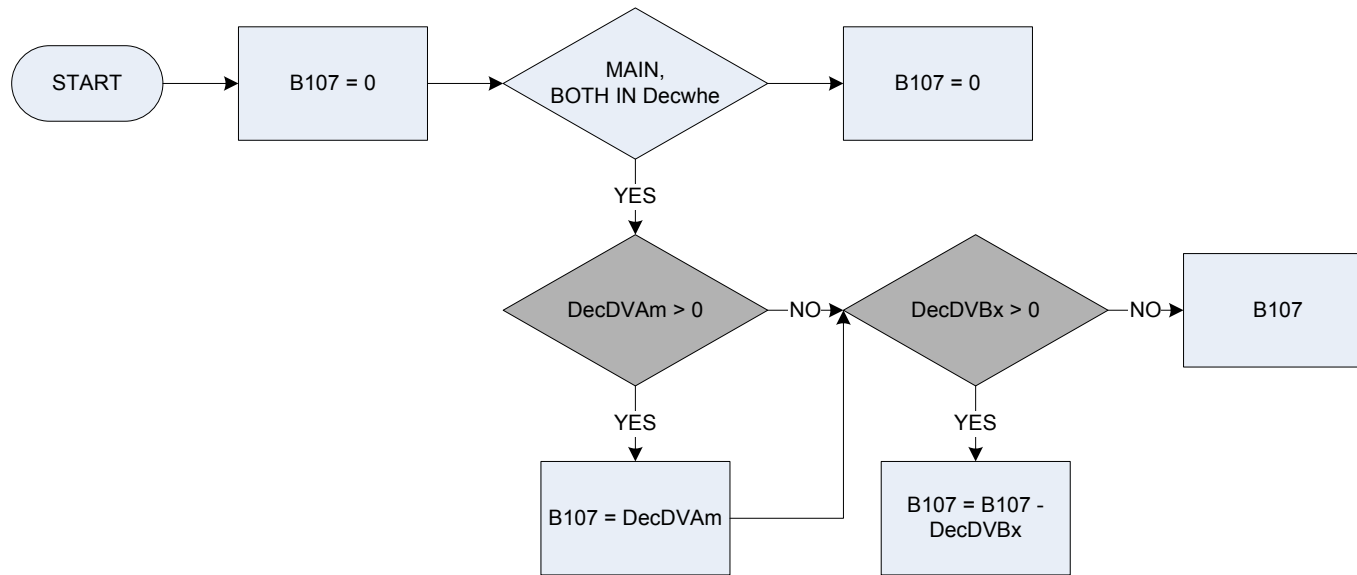 START
B107 = 0
MAIN,
BOTH IN Decwhe
B107 = 0
YES
DecDVAm > 0
NO
DecDVBx > 0
NO
B107
YES
YES
B107 = DecDVAm
B107 = B107 -
DecDVBx